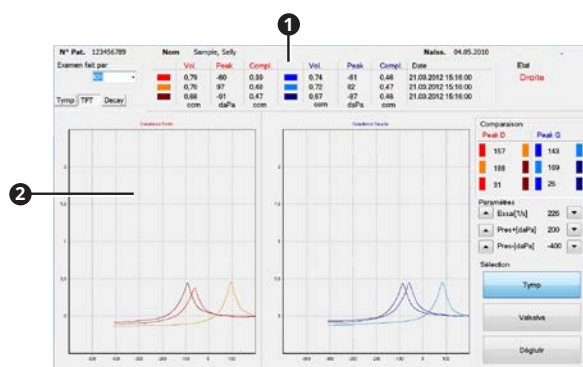 1
N° Pat. 123456789 Nom Sample, Selly Naiss. 04.05.2010
Examen fait par Vol. Peak Compl. Vol. Peak Compl. Date Etat
0,79 -60 0,39 0,74 -61 0,46 21.03.2012 15:16:00 Droite
0,76 97 0,48 0,72 82 0,47 21.03.2012 15:16:00
Tymp TFT Decay 0,68 -91 0,47 0,67 -87 0,46 21.03.2012 15:16:00
ccm daPa ccm ccm daPa ccm
Comparaison
Peak D Peak G
157 143
188 169
31 26
2
Paramètres
Essa[1/s] 226
Pres+[daPa] 200
Pres-[daPa] -400
Sélection
Tymp.
Valsalva
Déglutir